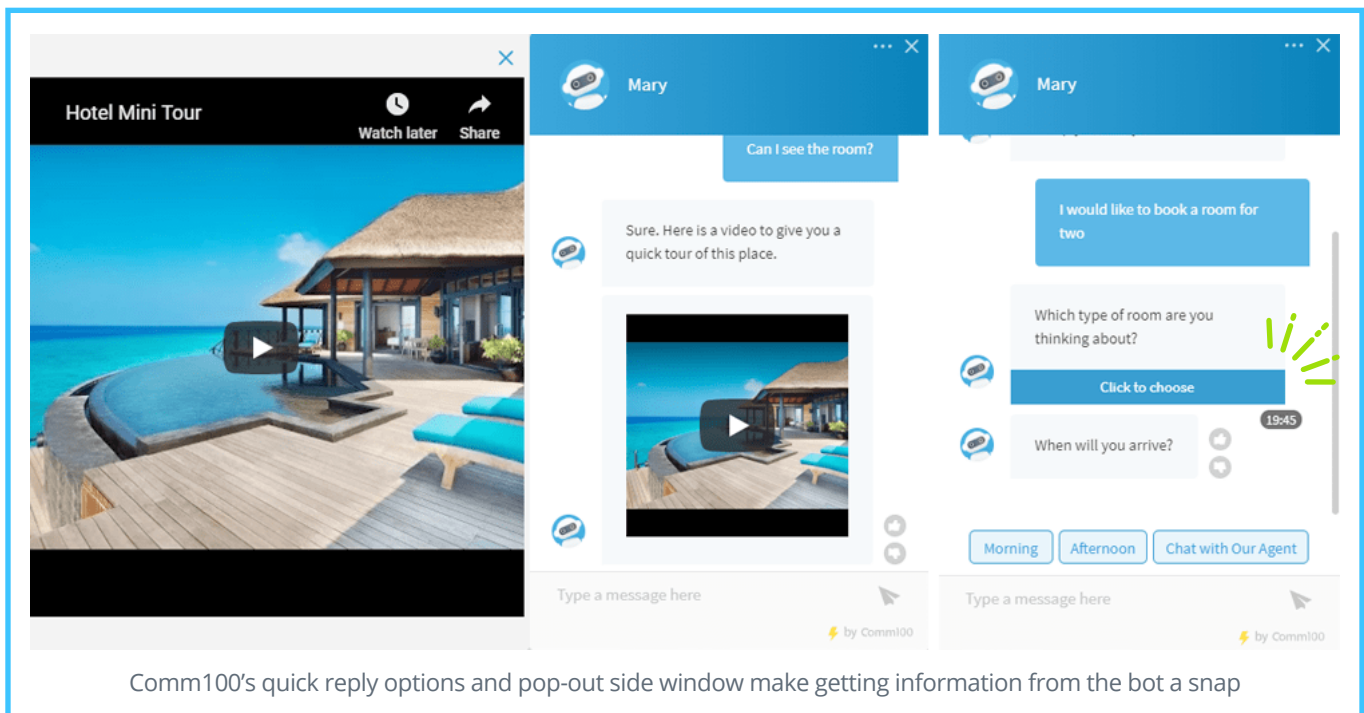 Hotel Mini Tour
Watch later
Share
Mary
Can I see the room?
Sure. Here is a video to give you a
quick tour of this place.
Type a message here
by Comm100
Mary
I would like to book a room for
two
Which type of room are you
thinking about?
Click to choose
19:45
When will you arrive?
Morning
Afternoon
Chat with Our Agent
Type a message here
by Comm100
Comm100's quick reply options and pop-out side window make getting information from the bot a snap